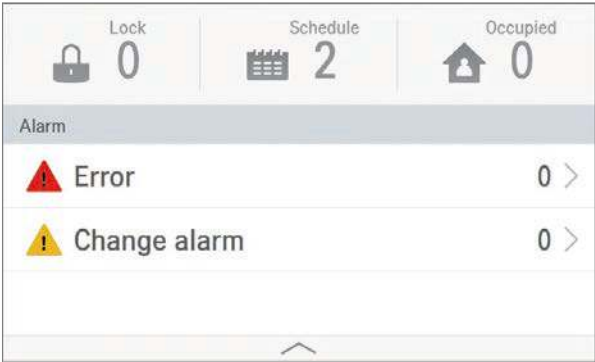 Lock Schedule Occupied
0 2 0
Alarm
Error 0
Change alarm 0